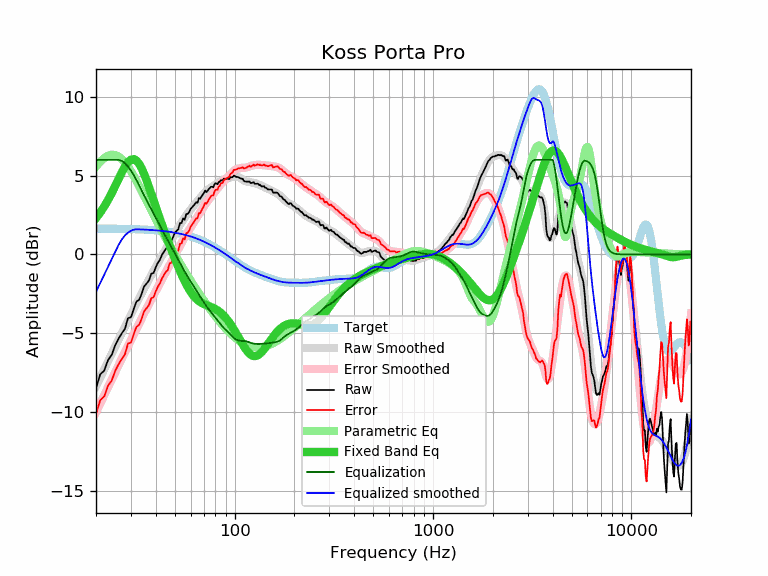 Koss Porta Pro
Amplitude (dBr)
10
5
0
−5
−10
−15
Target
Raw Smoothed
Error Smoothed
Raw
Error
Parametric Eq
Fixed Band Eq
Equalization
Equalized smoothed
100
1000
10000
Frequency (Hz)